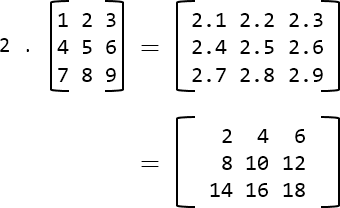 2 . [1 2 3 = [2.1 2.2 2.3
4 5 6 2.4 2.5 2.6
7 8 9] 2.7 2.8 2.9]
= [2 4 6
8 10 12
14 16 18]